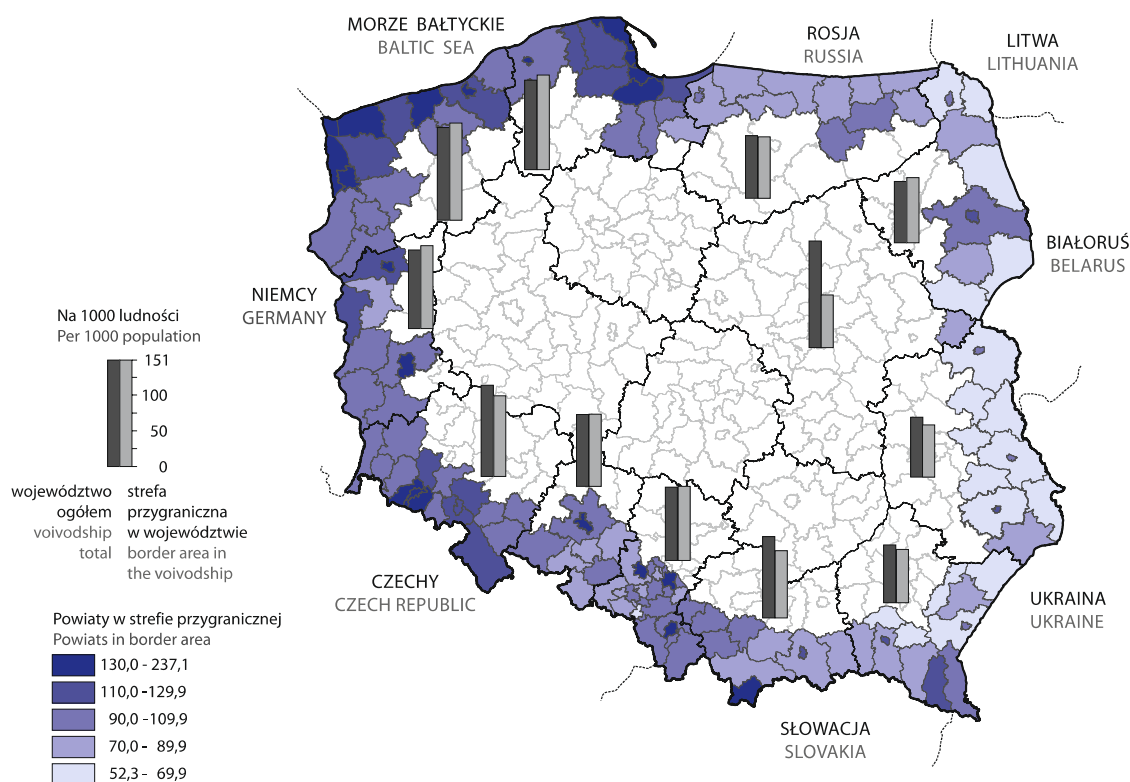 MORZE BAŁTYCKIE
BALTIC SEA
ROSJA
RUSSIA
LITWA
LITHUANIA
BIAŁORUŚ
BELARUS
NIEMCY
GERMANY
Na 1000 ludności
Per 1000 population
151
100
50
0
województwo
ogółem
voivodship
total
strefa
przygraniczna
w województwie
border area in
the voivodship
CZECHY
CZECH REPUBLIC
UKRAINA
UKRAINE
SŁOWACJA
SLOVAKIA
Powiaty w strefie przygranicznej
Powiats in border area
130,0 - 237,1
110,0 -129,9
90,0 -109,9
70,0 - 89,9
52,3 - 69,9